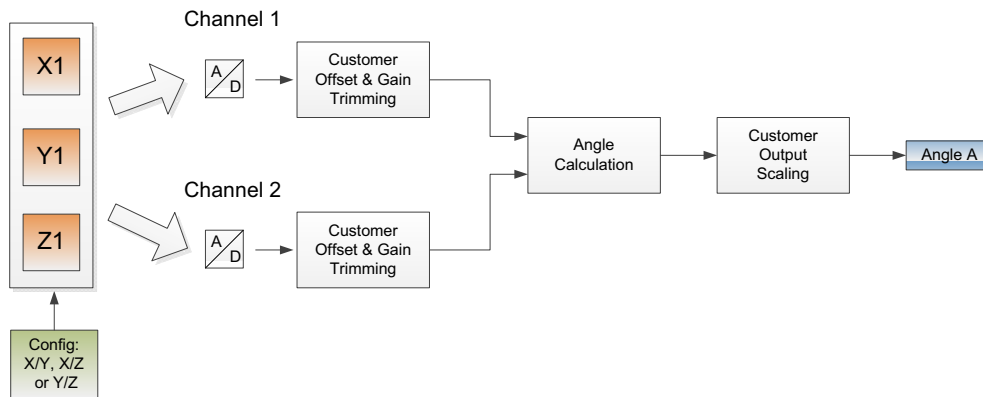 Channel 1
X1
A
D
Customer
Offset & Gain
Trimming
Y1
Angle
Calculation
Customer
Output
Scaling
Angle A
Channel 2
Z1
A
D
Customer
Offset & Gain
Trimming
Config:
X/Y, X/Z
or Y/Z